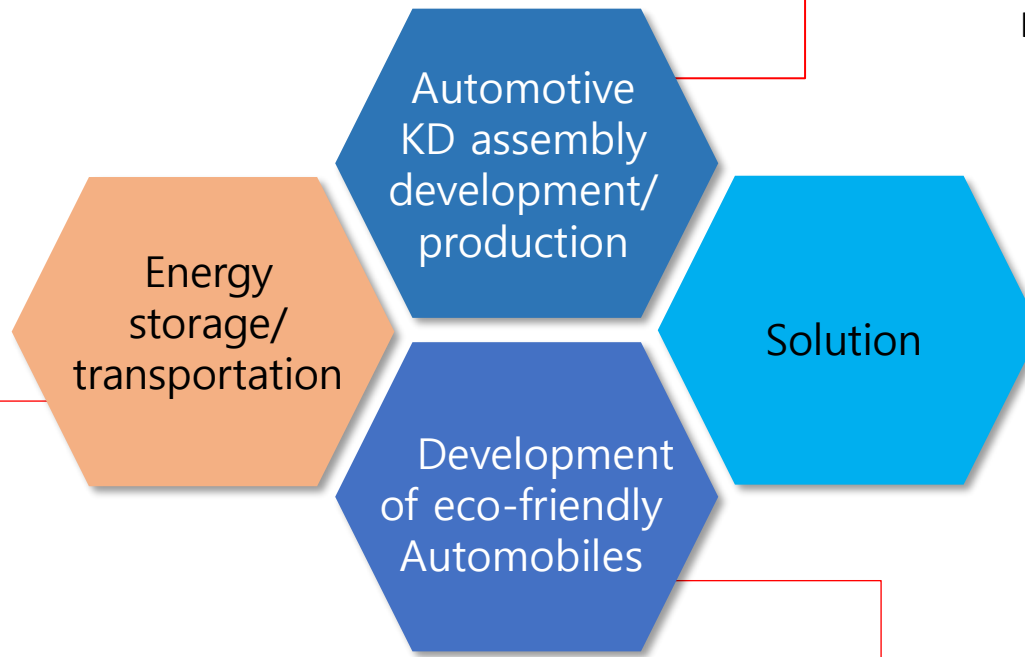 Automotive
KD assembly
development/
production
Energy
storage/
transportation
Solution
Development
of eco-friendly
Automobiles